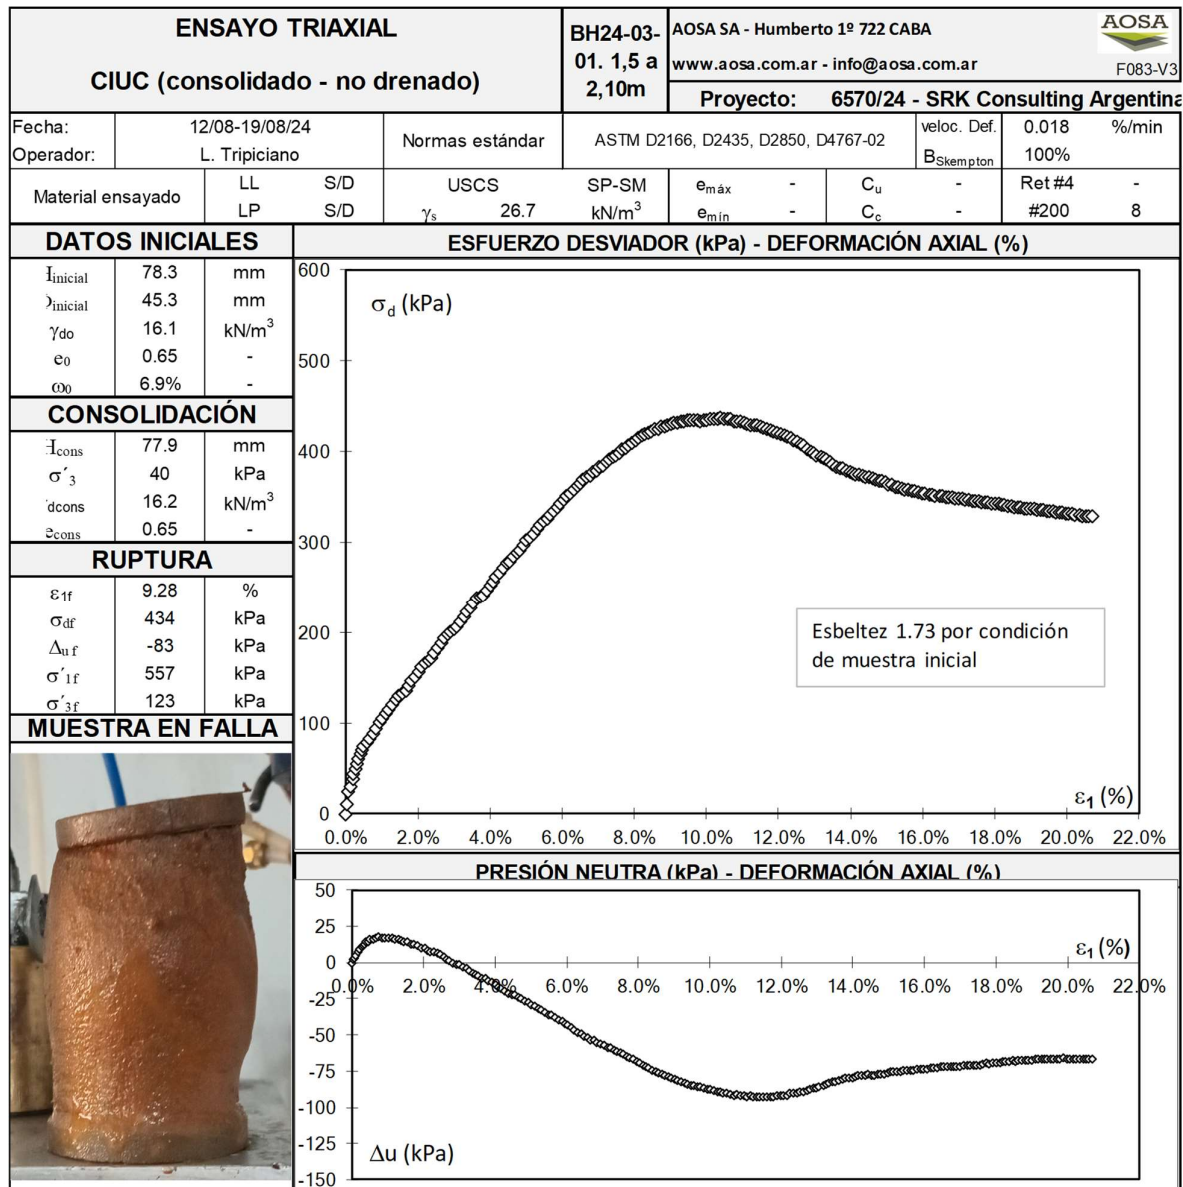 ENSAYO TRIAXIAL
CIUC (consolidado - no drenado)
BH24-03-
01. 1,5 a
2,10m
AOSA SA - Humberto 1º 722 CABA
www.aosa.com.ar - info@aosa.com.ar
AOSA
F083-V3
Proyecto: 6570/24 - SRK Consulting Argentina
Fecha: 12/08-19/08/24
Operador: L. Tripiciano
Normas estándar
ASTM D2166, D2435, D2850, D4767-02
veloc. Def. 0.018 %/min
BSkempton 100%
Material ensayado
LL S/D
LP S/D
USCS SP-SM
γs 26.7 kN/m3
emáx -
emín -
Cu -
Cc -
Ret #4 -
#200 8
DATOS INICIALES
inicial 78.3 mm
inicial 45.3 mm
γdo 16.1 kN/m3
e0 0.65 -
ω0 6.9% -
CONSOLIDACIÓN
Hcons 77.9 mm
σ´3 40 kPa
dcons 16.2 kN/m3
econs 0.65 -
RUPTURA
ε1f 9.28 %
σdf 434 kPa
Δu f -83 kPa
σ´1f 557 kPa
σ´3f 123 kPa
MUESTRA EN FALLA
ESFUERZO DESVIADOR (kPa) - DEFORMACIÓN AXIAL (%)
600
σd (kPa)
500
400
300
200
Esbeltez 1.73 por condición
de muestra inicial
100
ε1 (%)
0
0.0% 2.0% 4.0% 6.0% 8.0% 10.0% 12.0% 14.0% 16.0% 18.0% 20.0% 22.0%
PRESIÓN NEUTRA (kPa) - DEFORMACIÓN AXIAL (%)
50
25
ε1 (%)
0
0.0% 2.0% 4.0% 6.0% 8.0% 10.0% 12.0% 14.0% 16.0% 18.0% 20.0% 22.0%
-25
-50
-75
-100
-125
Δu (kPa)
-150